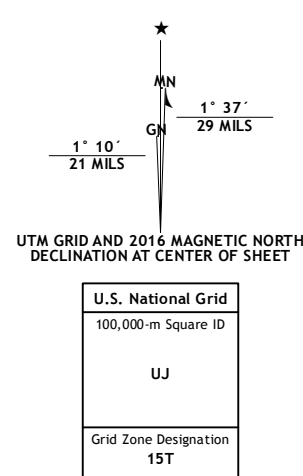 ★
MN
1° 37´
29 MILS
GN
1° 10´
21 MILS
UTM GRID AND 2016 MAGNETIC NORTH
DECLINATION AT CENTER OF SHEET
U.S. National Grid
100,000-m Square ID
UJ
Grid Zone Designation
15T